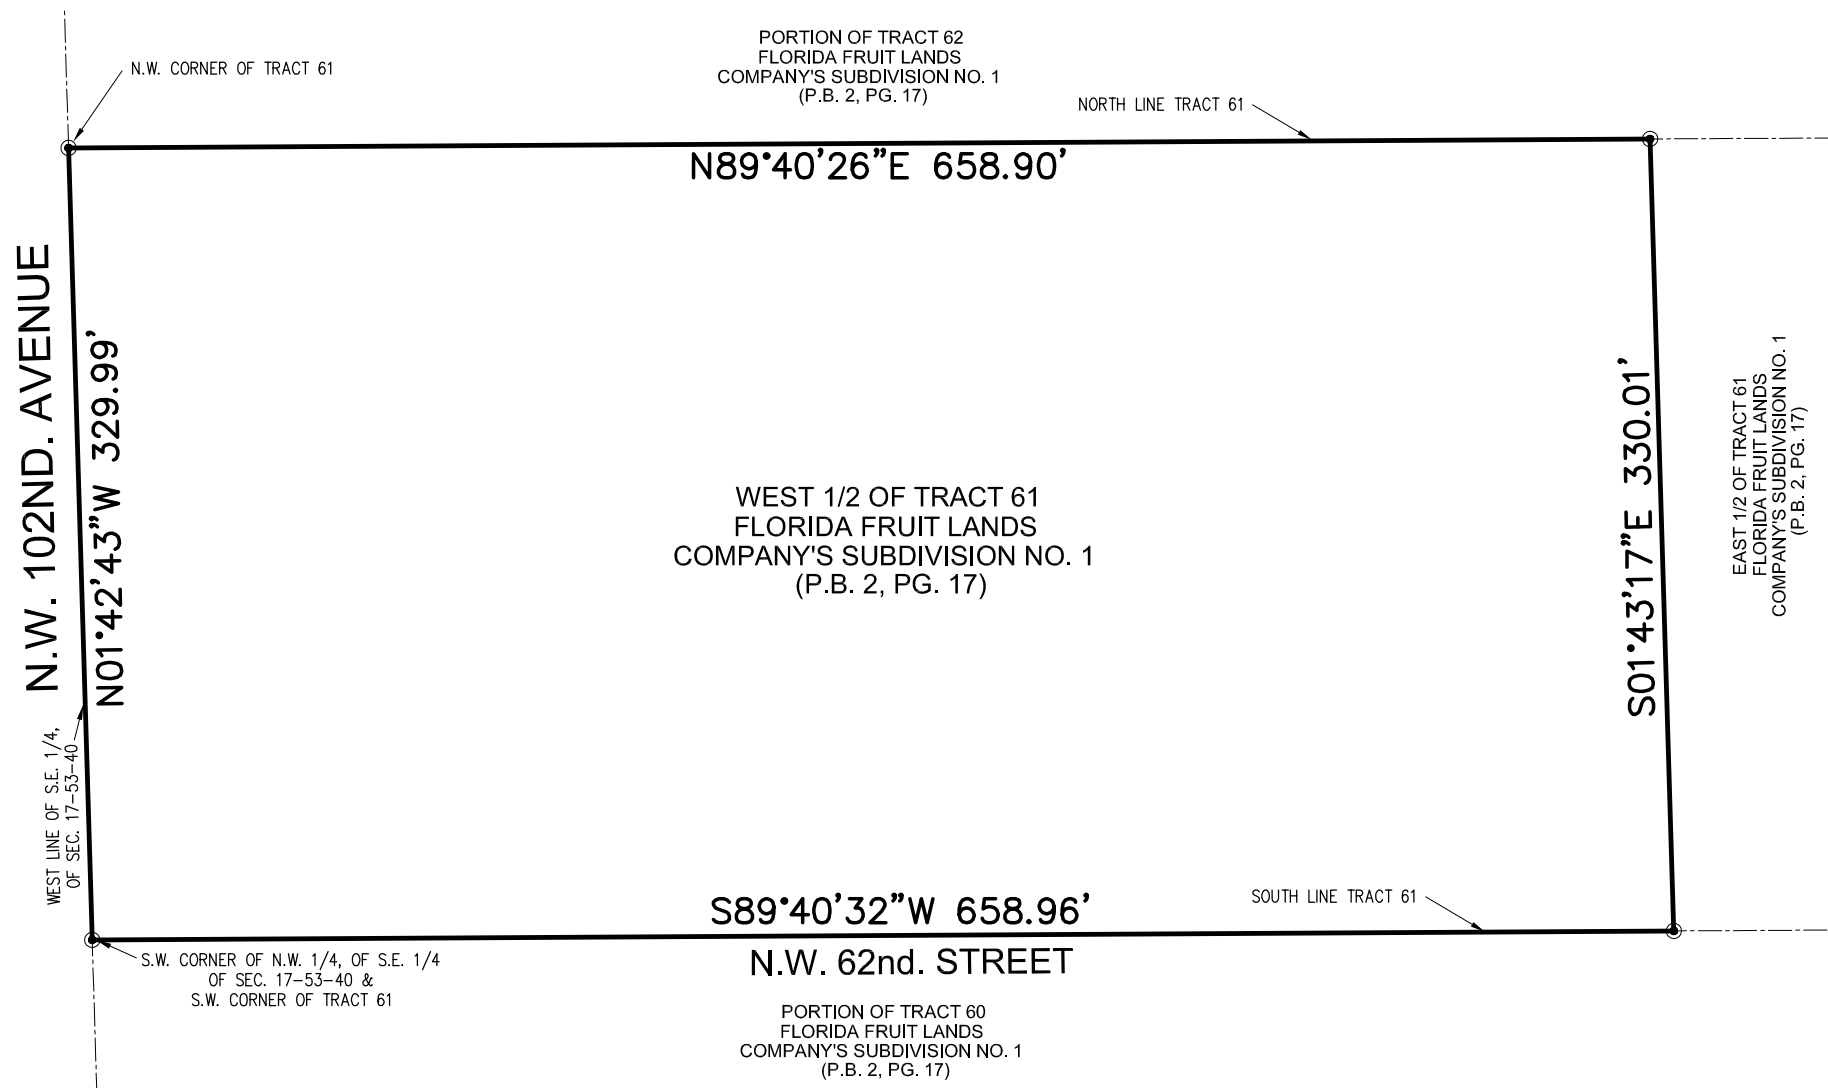 PORTION OF TRACT 62
FLORIDA FRUIT LANDS
COMPANY'S SUBDIVISION NO. 1
(P.B. 2, PG. 17)
N.W. CORNER OF TRACT 61
NORTH LINE TRACT 61
N89°40'26"E 658.90'
N.W. 102ND. AVENUE
N01°42'43"W 329.99'
WEST LINE OF S.E. 1/4,
OF SEC. 17-53-40
WEST 1/2 OF TRACT 61
FLORIDA FRUIT LANDS
COMPANY'S SUBDIVISION NO. 1
(P.B. 2, PG. 17)
S01°43'17"E 330.01'
EAST 1/2 OF TRACT 61
FLORIDA FRUIT LANDS
COMPANY'S SUBDIVISION NO. 1
(P.B. 2, PG. 17)
S89°40'32"W 658.96'
SOUTH LINE TRACT 61
S.W. CORNER OF N.W. 1/4, OF S.E. 1/4
OF SEC. 17-53-40 &
S.W. CORNER OF TRACT 61
N.W. 62nd. STREET
PORTION OF TRACT 60
FLORIDA FRUIT LANDS
COMPANY'S SUBDIVISION NO. 1
(P.B. 2, PG. 17)